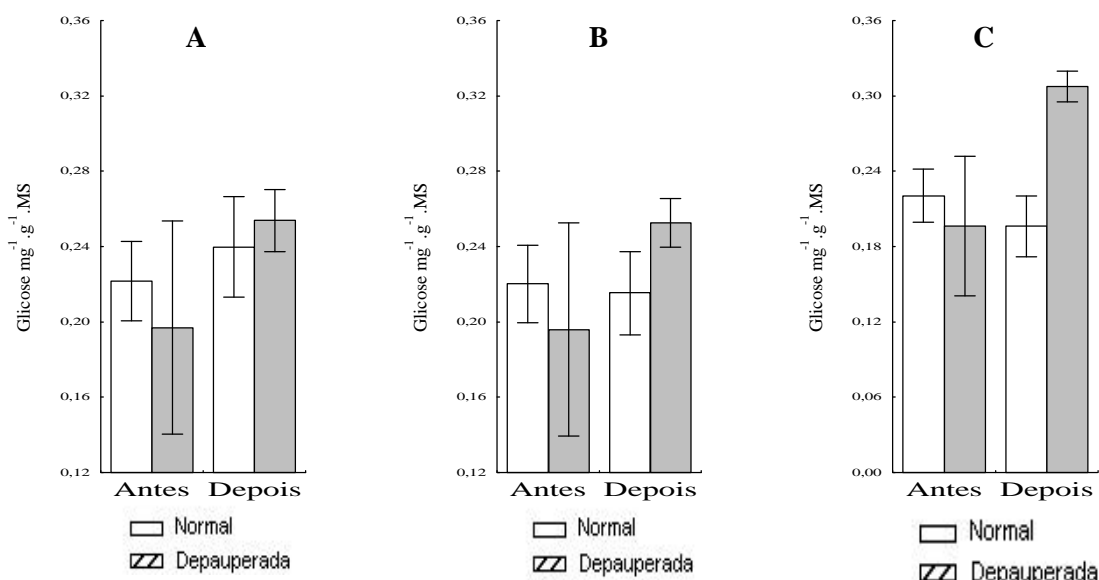 A
0,36
0,32
0,28
0,24
0,20
0,16
0,12
Glicose mg⁻¹.g⁻¹.MS
Antes Depois
Normal
Depauperada
B
0,36
0,32
0,28
0,24
0,20
0,16
0,12
Glicose mg⁻¹.g⁻¹.MS
Antes Depois
Normal
Depauperada
C
0,36
0,30
0,24
0,18
0,12
0,06
0,00
Glicose mg⁻¹.g⁻¹.MS
Antes Depois
Normal
Depauperada